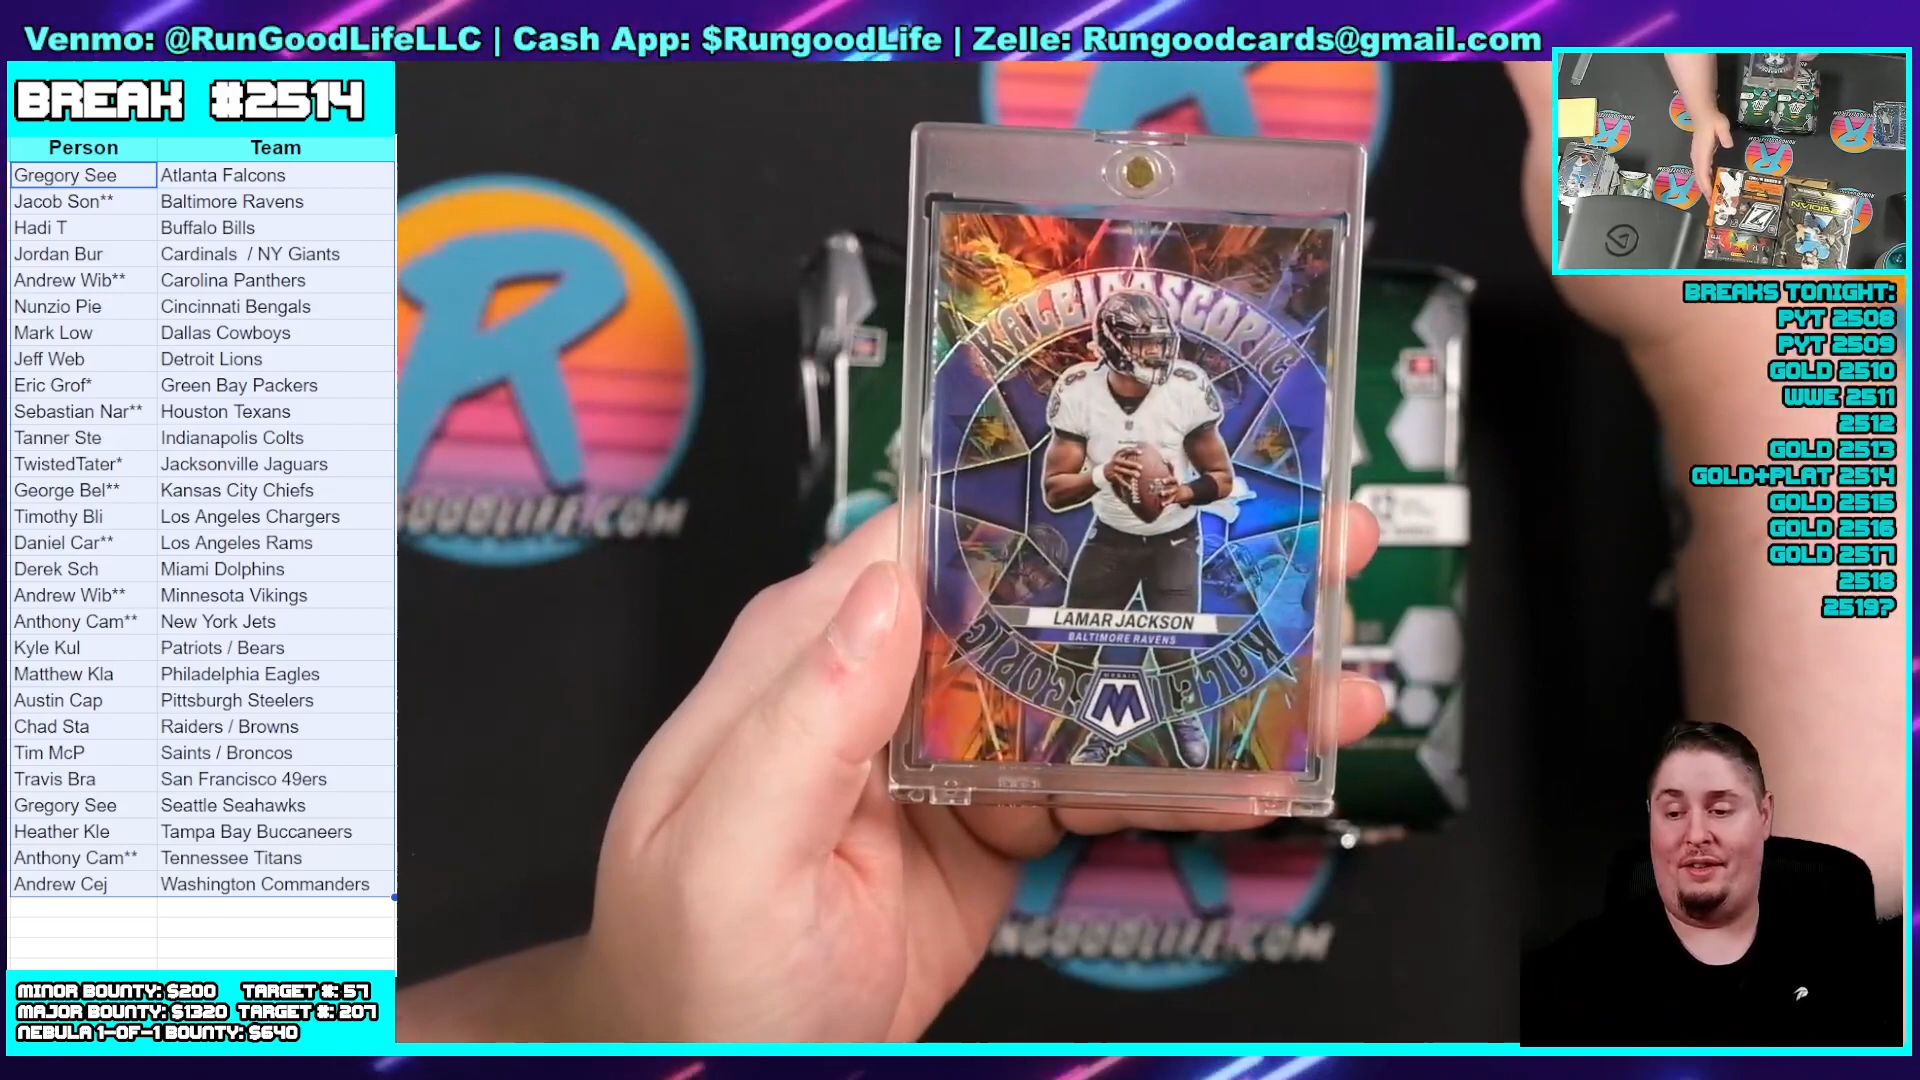 Venmo: @RunGoodLifeLLC | Cash App: $RungoodLife | Zelle: Rungoodcards@gmail.com
BREAK #2514
Person Team
Gregory See Atlanta Falcons
Jacob Son** Baltimore Ravens
Hadi T Buffalo Bills
Jordan Bur Cardinals / NY Giants
Andrew Wib** Carolina Panthers
Nunzio Pie Cincinnati Bengals
Mark Low Dallas Cowboys
Jeff Web Detroit Lions
Eric Grof* Green Bay Packers
Sebastian Nar** Houston Texans
Tanner Ste Indianapolis Colts
TwistedTater* Jacksonville Jaguars
George Bel** Kansas City Chiefs
Timothy Bli Los Angeles Chargers
Daniel Car** Los Angeles Rams
Derek Sch Miami Dolphins
Andrew Wib** Minnesota Vikings
Anthony Cam** New York Jets
Kyle Kul Patriots / Bears
Matthew Kla Philadelphia Eagles
Austin Cap Pittsburgh Steelers
Chad Sta Raiders / Browns
Tim McP Saints / Broncos
Travis Bra San Francisco 49ers
Gregory See Seattle Seahawks
Heather Kle Tampa Bay Buccaneers
Anthony Cam** Tennessee Titans
Andrew Cej Washington Commanders
MINOR BOUNTY: $200 TARGET #: 57
MAJOR BOUNTY: $1320 TARGET #: 207
NEBULA 1-OF-1 BOUNTY: $640
R
GOODLIFE.COM
KALEIDOSCOPIC
8 8
LAMAR JACKSON
BALTIMORE RAVENS
MOSAIC
M
KALEIDOSCOPIC
NGOODLIFE.COM
BREAKS TONIGHT:
PYT 2508
PYT 2509
GOLD 2510
WWE 2511
2512
GOLD 2513
GOLD+PLAT 2514
GOLD 2515
GOLD 2516
GOLD 2517
2518
2519?